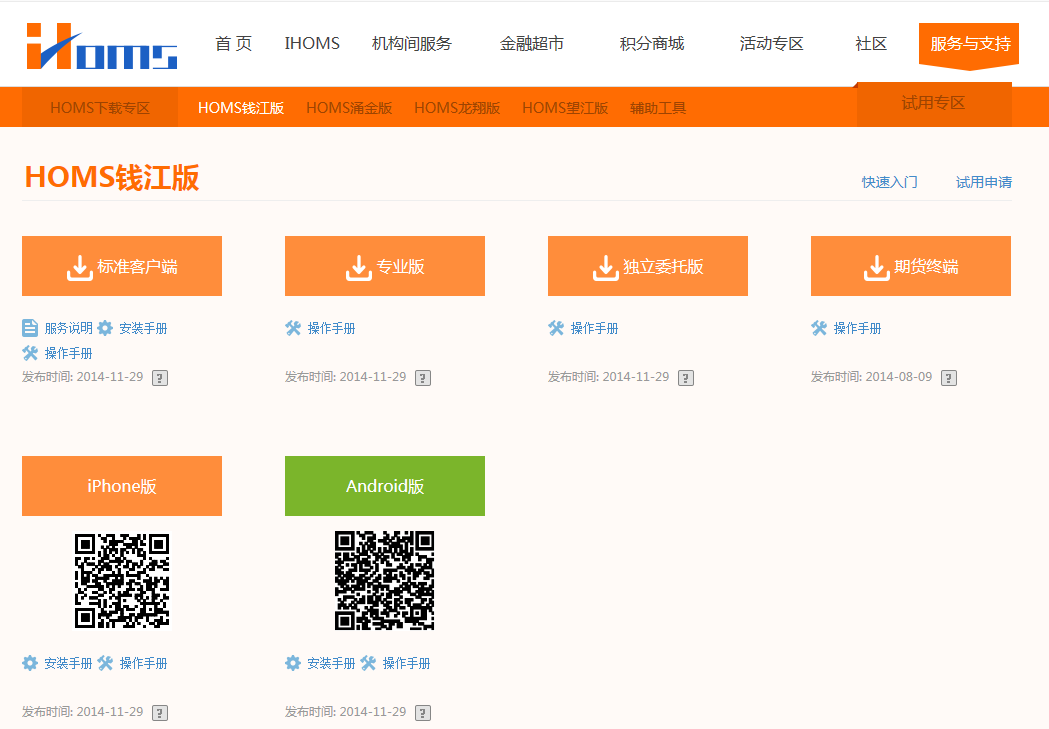 iHoms
首 页 IHOMS 机构间服务 金融超市 积分商城 活动专区 社区 服务与支持
HOMS下载专区 HOMS钱江版 HOMS涌金版 HOMS龙翔版 HOMS望江版 辅助工具 试用专区
HOMS钱江版 快速入门 试用申请
标准客户端 专业版 独立委托版 期货终端
服务说明 安装手册 操作手册 操作手册 操作手册
操作手册
发布时间: 2014-11-29 ? 发布时间: 2014-11-29 ? 发布时间: 2014-11-29 ? 发布时间: 2014-08-09 ?
iPhone版 Android版
安装手册 操作手册 安装手册 操作手册
发布时间: 2014-11-29 ? 发布时间: 2014-11-29 ?